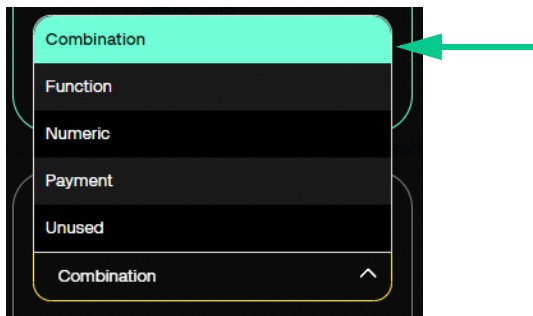 Combination
Function
Numeric
Payment
Unused
Combination